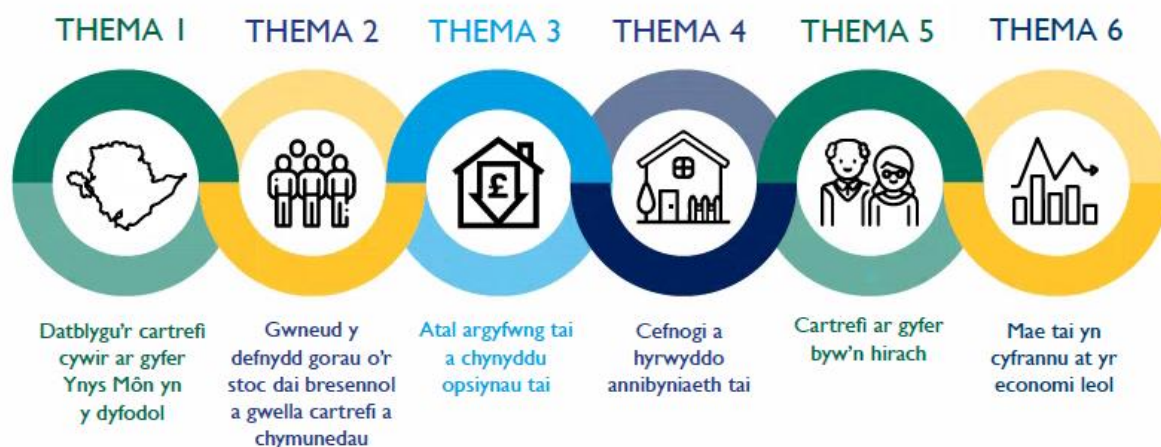 THEMA 1
THEMA 2
THEMA 3
THEMA 4
THEMA 5
THEMA 6
£
Datblygu'r cartrefi
cywir ar gyfer
Ynys Môn yn
y dyfodol
Gwneud y
defnydd gorau o'r
stoc dai bresennol
a gwella cartrefi a
chymunedau
Atal argyfwng tai
a chynyddu
opsiynau tai
Cefnogi a
hyrwyddo
annibyniaeth tai
Cartrefi ar gyfer
byw'n hirach
Mae tai yn
cyfrannu at yr
economi leol